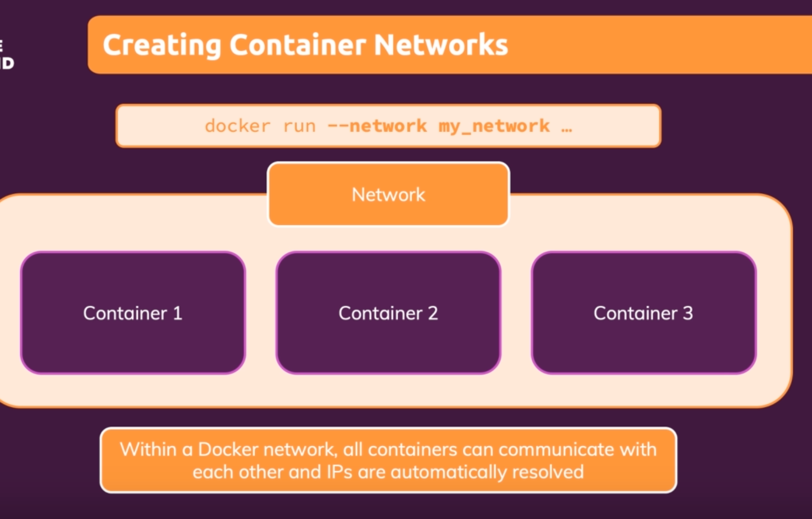 Creating Container Networks
docker run --network my_network …
Network
Container 1
Container 2
Container 3
Within a Docker network, all containers can communicate with
each other and IPs are automatically resolved